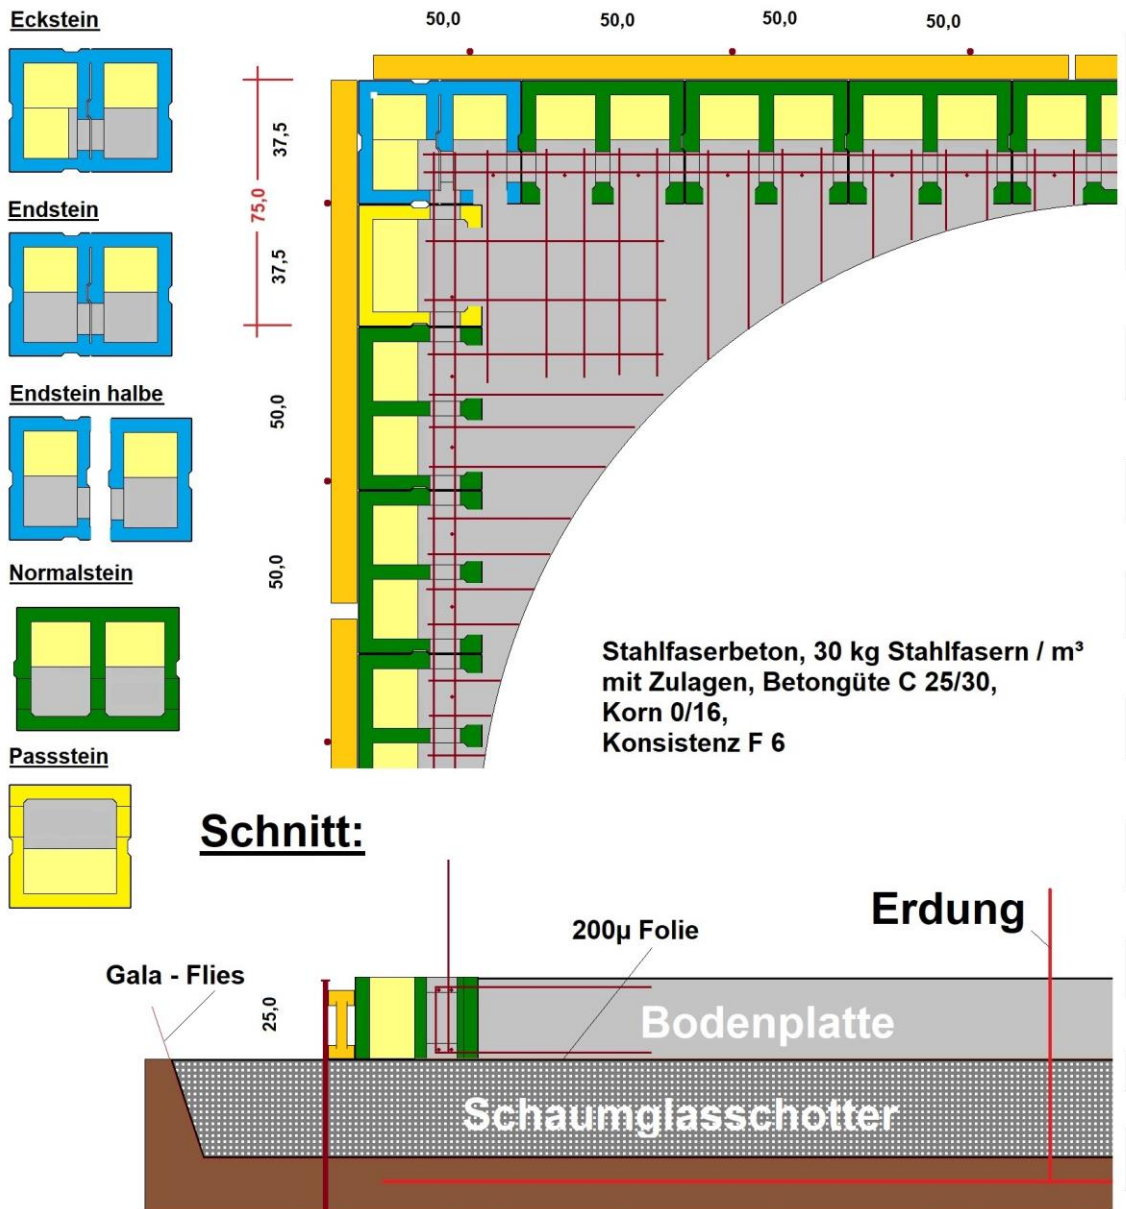 Eckstein
Endstein
Endstein halbe
Normalstein
Passstein
50,0
50,0
50,0
50,0
37,5
75,0
37,5
50,0
50,0
Stahlfaserbeton, 30 kg Stahlfasern / m³
mit Zulagen, Betongüte C 25/30,
Korn 0/16,
Konsistenz F 6
Schnitt:
Gala - Flies
25,0
200µ Folie
Erdung
Bodenplatte
Schaumglasschotter